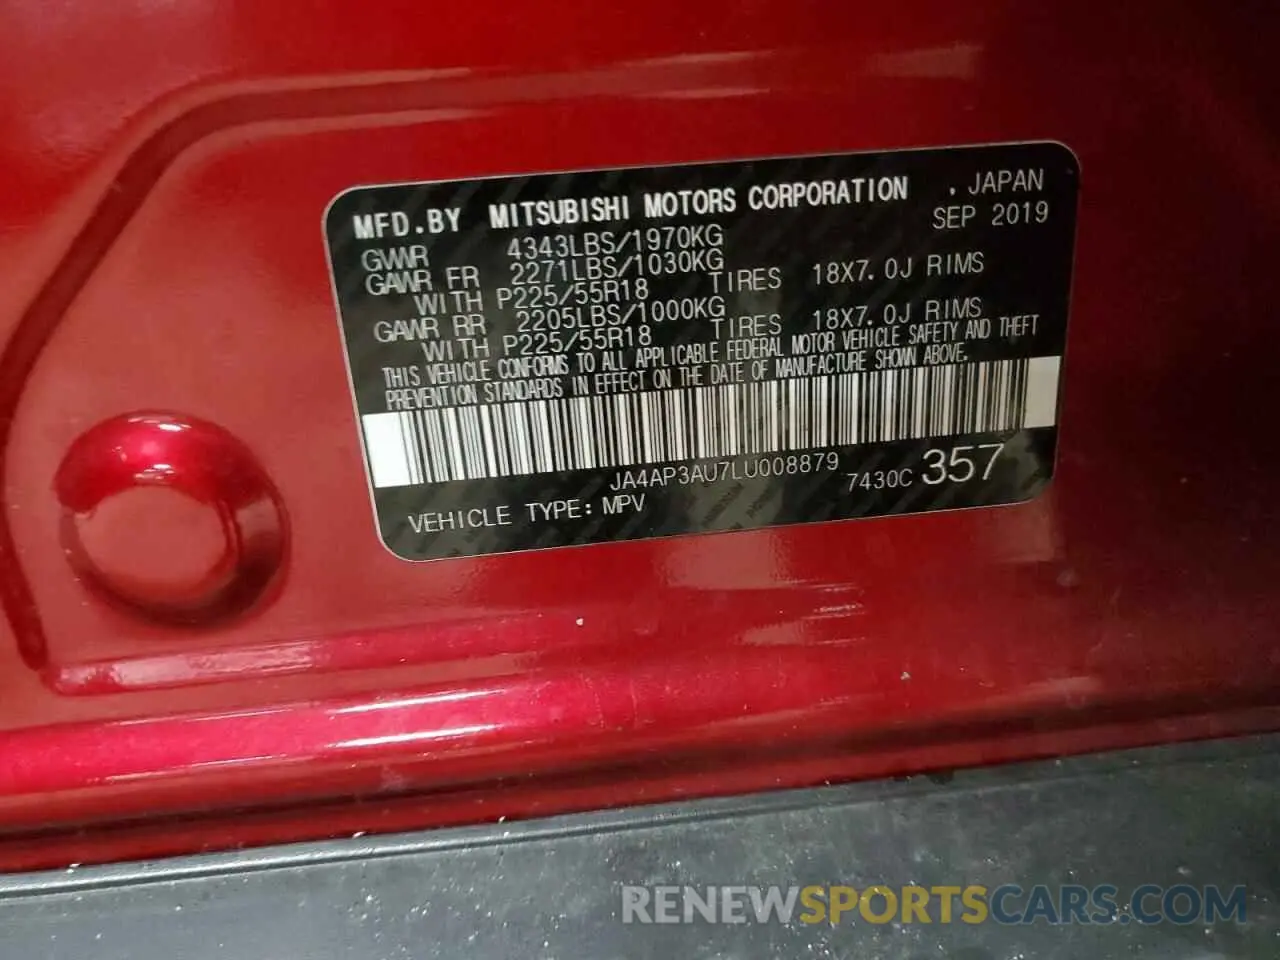 MFD.BY MITSUBISHI MOTORS CORPORATION . JAPAN
GVWR 4343LBS/1970KG SEP 2019
GAWR FR 2271LBS/1030KG
WITH P225/55R18 TIRES 18X7.0J RIMS
GAWR RR 2205LBS/1000KG
WITH P225/55R18 TIRES 18X7.0J RIMS
THIS VEHICLE CONFORMS TO ALL APPLICABLE FEDERAL MOTOR VEHICLE SAFETY AND THEFT
PREVENTION STANDARDS IN EFFECT ON THE DATE OF MANUFACTURE SHOWN ABOVE.
JA4AP3AU7LU008879
7430C 357
VEHICLE TYPE: MPV
RENEWSPORTSCARS.COM